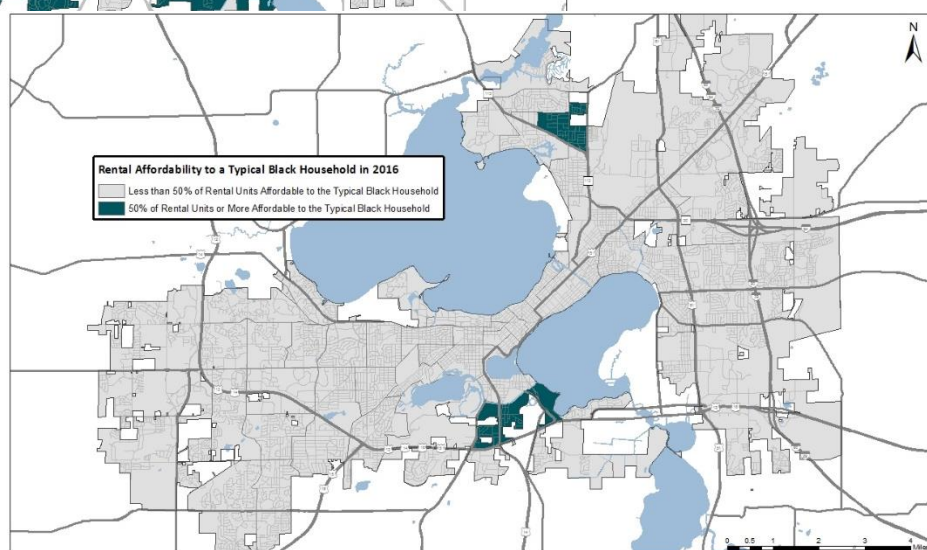 N
Rental Affordability to a Typical Black Household in 2016
Less than 50% of Rental Units Affordable to the Typical Black Household
50% of Rental Units or More Affordable to the Typical Black Household
0 0.5 1 2 3 4
Miles